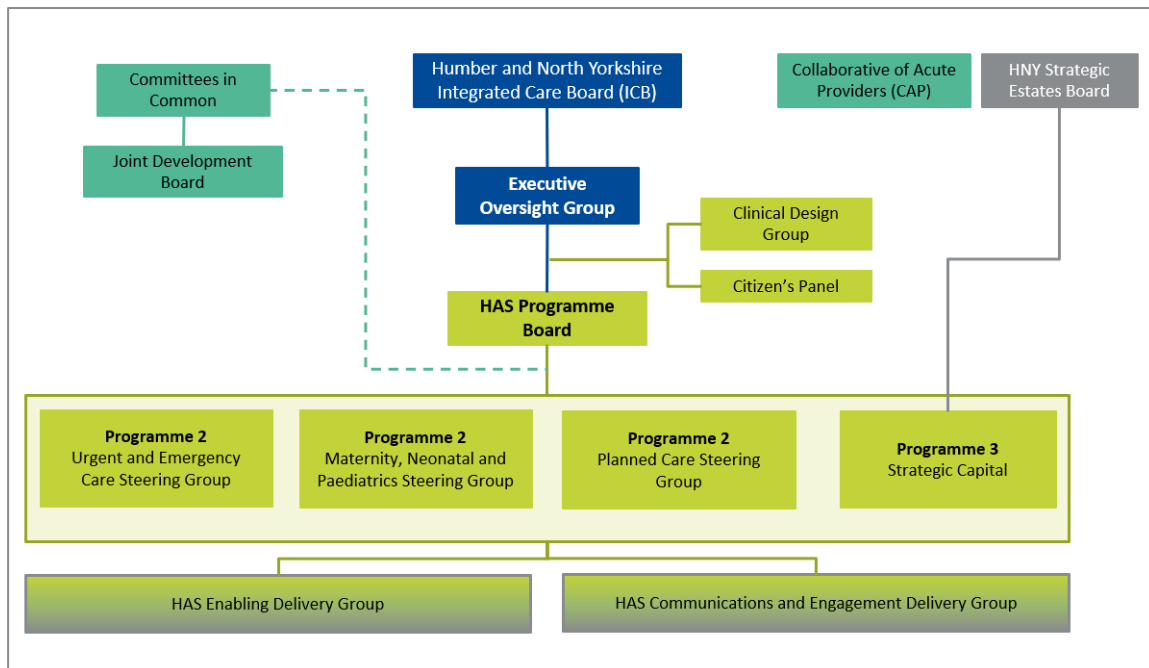 Committees in
Common
Humber and North Yorkshire
Integrated Care Board (ICB)
Collaborative of Acute
Providers (CAP)
HNY Strategic
Estates Board
Joint Development
Board
Executive
Oversight Group
Clinical Design
Group
Citizen’s Panel
HAS Programme
Board
Programme 2
Urgent and Emergency
Care Steering Group
Programme 2
Maternity, Neonatal and
Paediatrics Steering Group
Programme 2
Planned Care Steering
Group
Programme 3
Strategic Capital
HAS Enabling Delivery Group
HAS Communications and Engagement Delivery Group